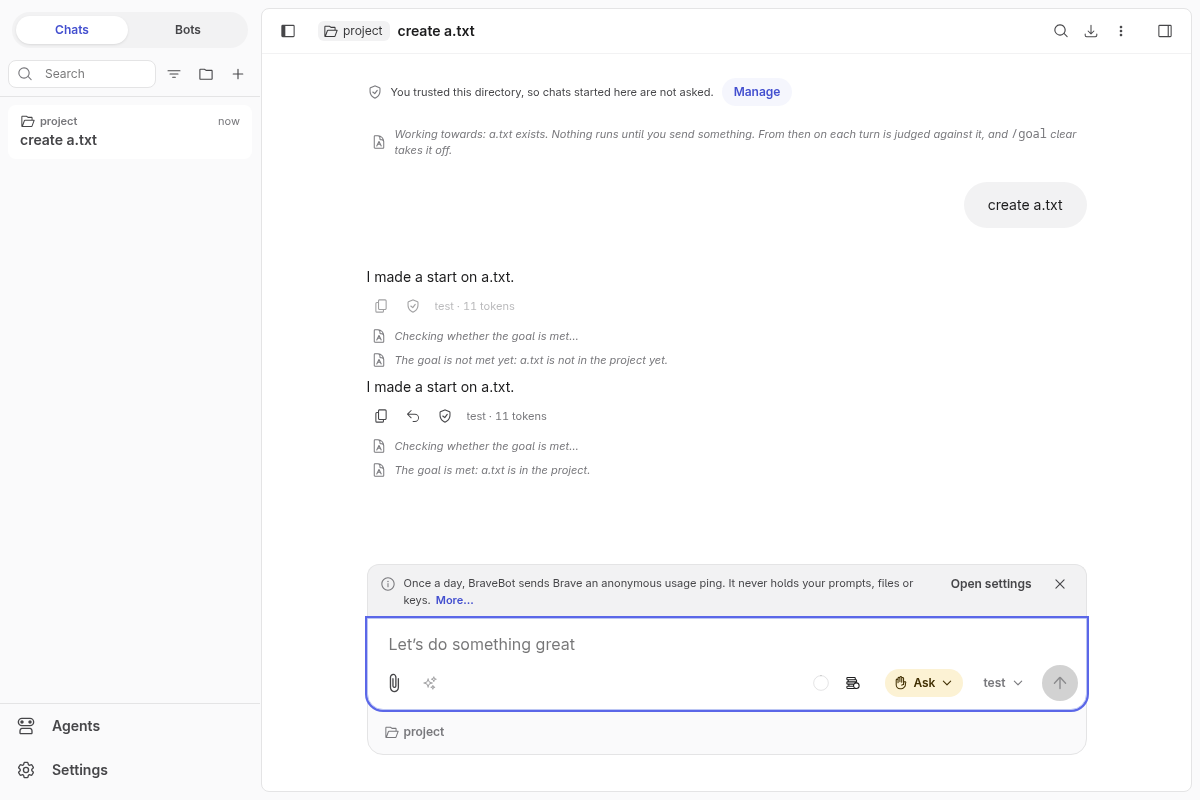 Chats
Bots
Search
project
now
create a.txt
Agents
Settings
project
create a.txt
You trusted this directory, so chats started here are not asked.
Manage
Working towards: a.txt exists. Nothing runs until you send something. From then on each turn is judged against it, and /goal clear
takes it off.
create a.txt
I made a start on a.txt.
test · 11 tokens
Checking whether the goal is met...
The goal is not met yet: a.txt is not in the project yet.
I made a start on a.txt.
test · 11 tokens
Checking whether the goal is met...
The goal is met: a.txt is in the project.
Once a day, BraveBot sends Brave an anonymous usage ping. It never holds your prompts, files or
keys. More...
Open settings
Let's do something great
Ask
test
project